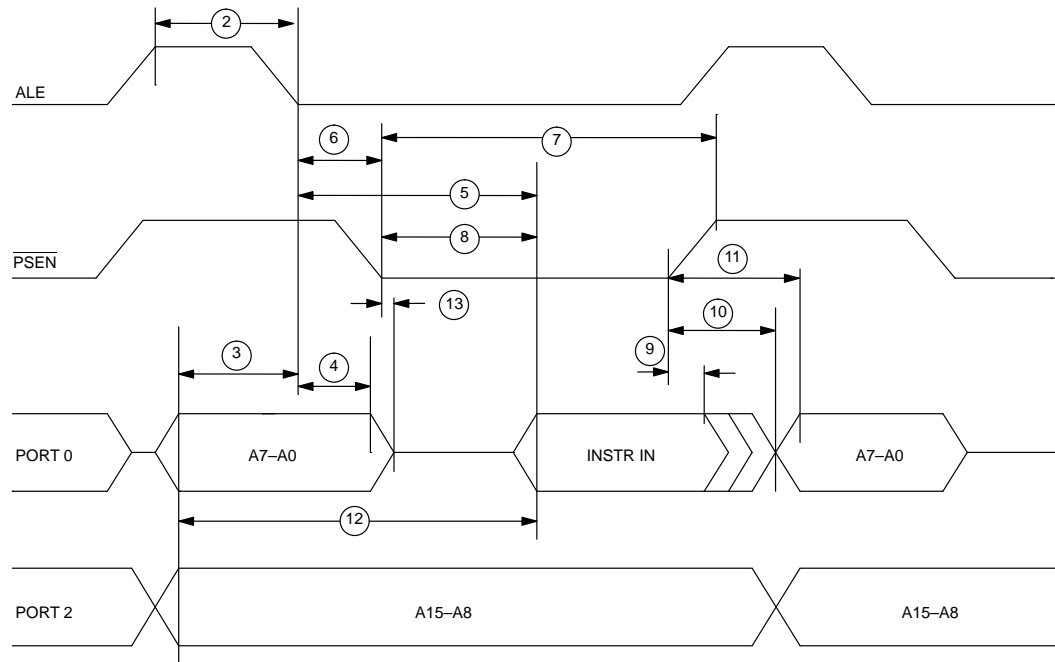 2
ALE
6
7
5
8
PSEN
11
13
10
3
4
9
PORT 0
A7–A0
INSTR IN
A7–A0
12
PORT 2
A15–A8
A15–A8